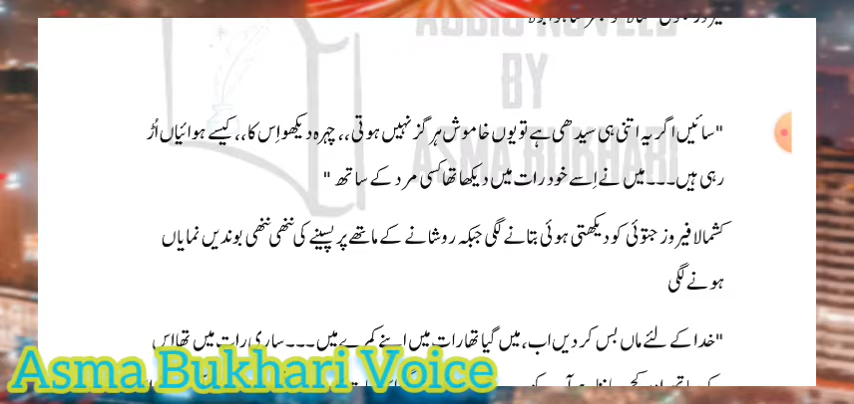 AUDIO NOVELS
BY
ASMA BUKHARI
"سائیں اگر یہ اتنی ہی سیدھی ہے تو یوں خاموش ہرگز نہیں ہوتی،، چہرہ دیکھو اِس کا،، کیسے ہوائیاں اُڑ
رہی ہیں۔۔۔میں نے اِسے خود رات میں دیکھا تھا کسی مرد کے ساتھ "
کشمالا فیروز جتوئی کو دیکھتی ہوئی بتانے لگی جبکہ روشانے کے ماتھے پر پسینے کی ننھی ننھی بوندیں نمایاں
ہونے لگی
"خدا کے لئے ماں بس کر دیں اب، میں گیا تھا رات میں اپنے کمرے میں۔۔۔ساری رات میں تھا اس
Asma Bukhari Voice